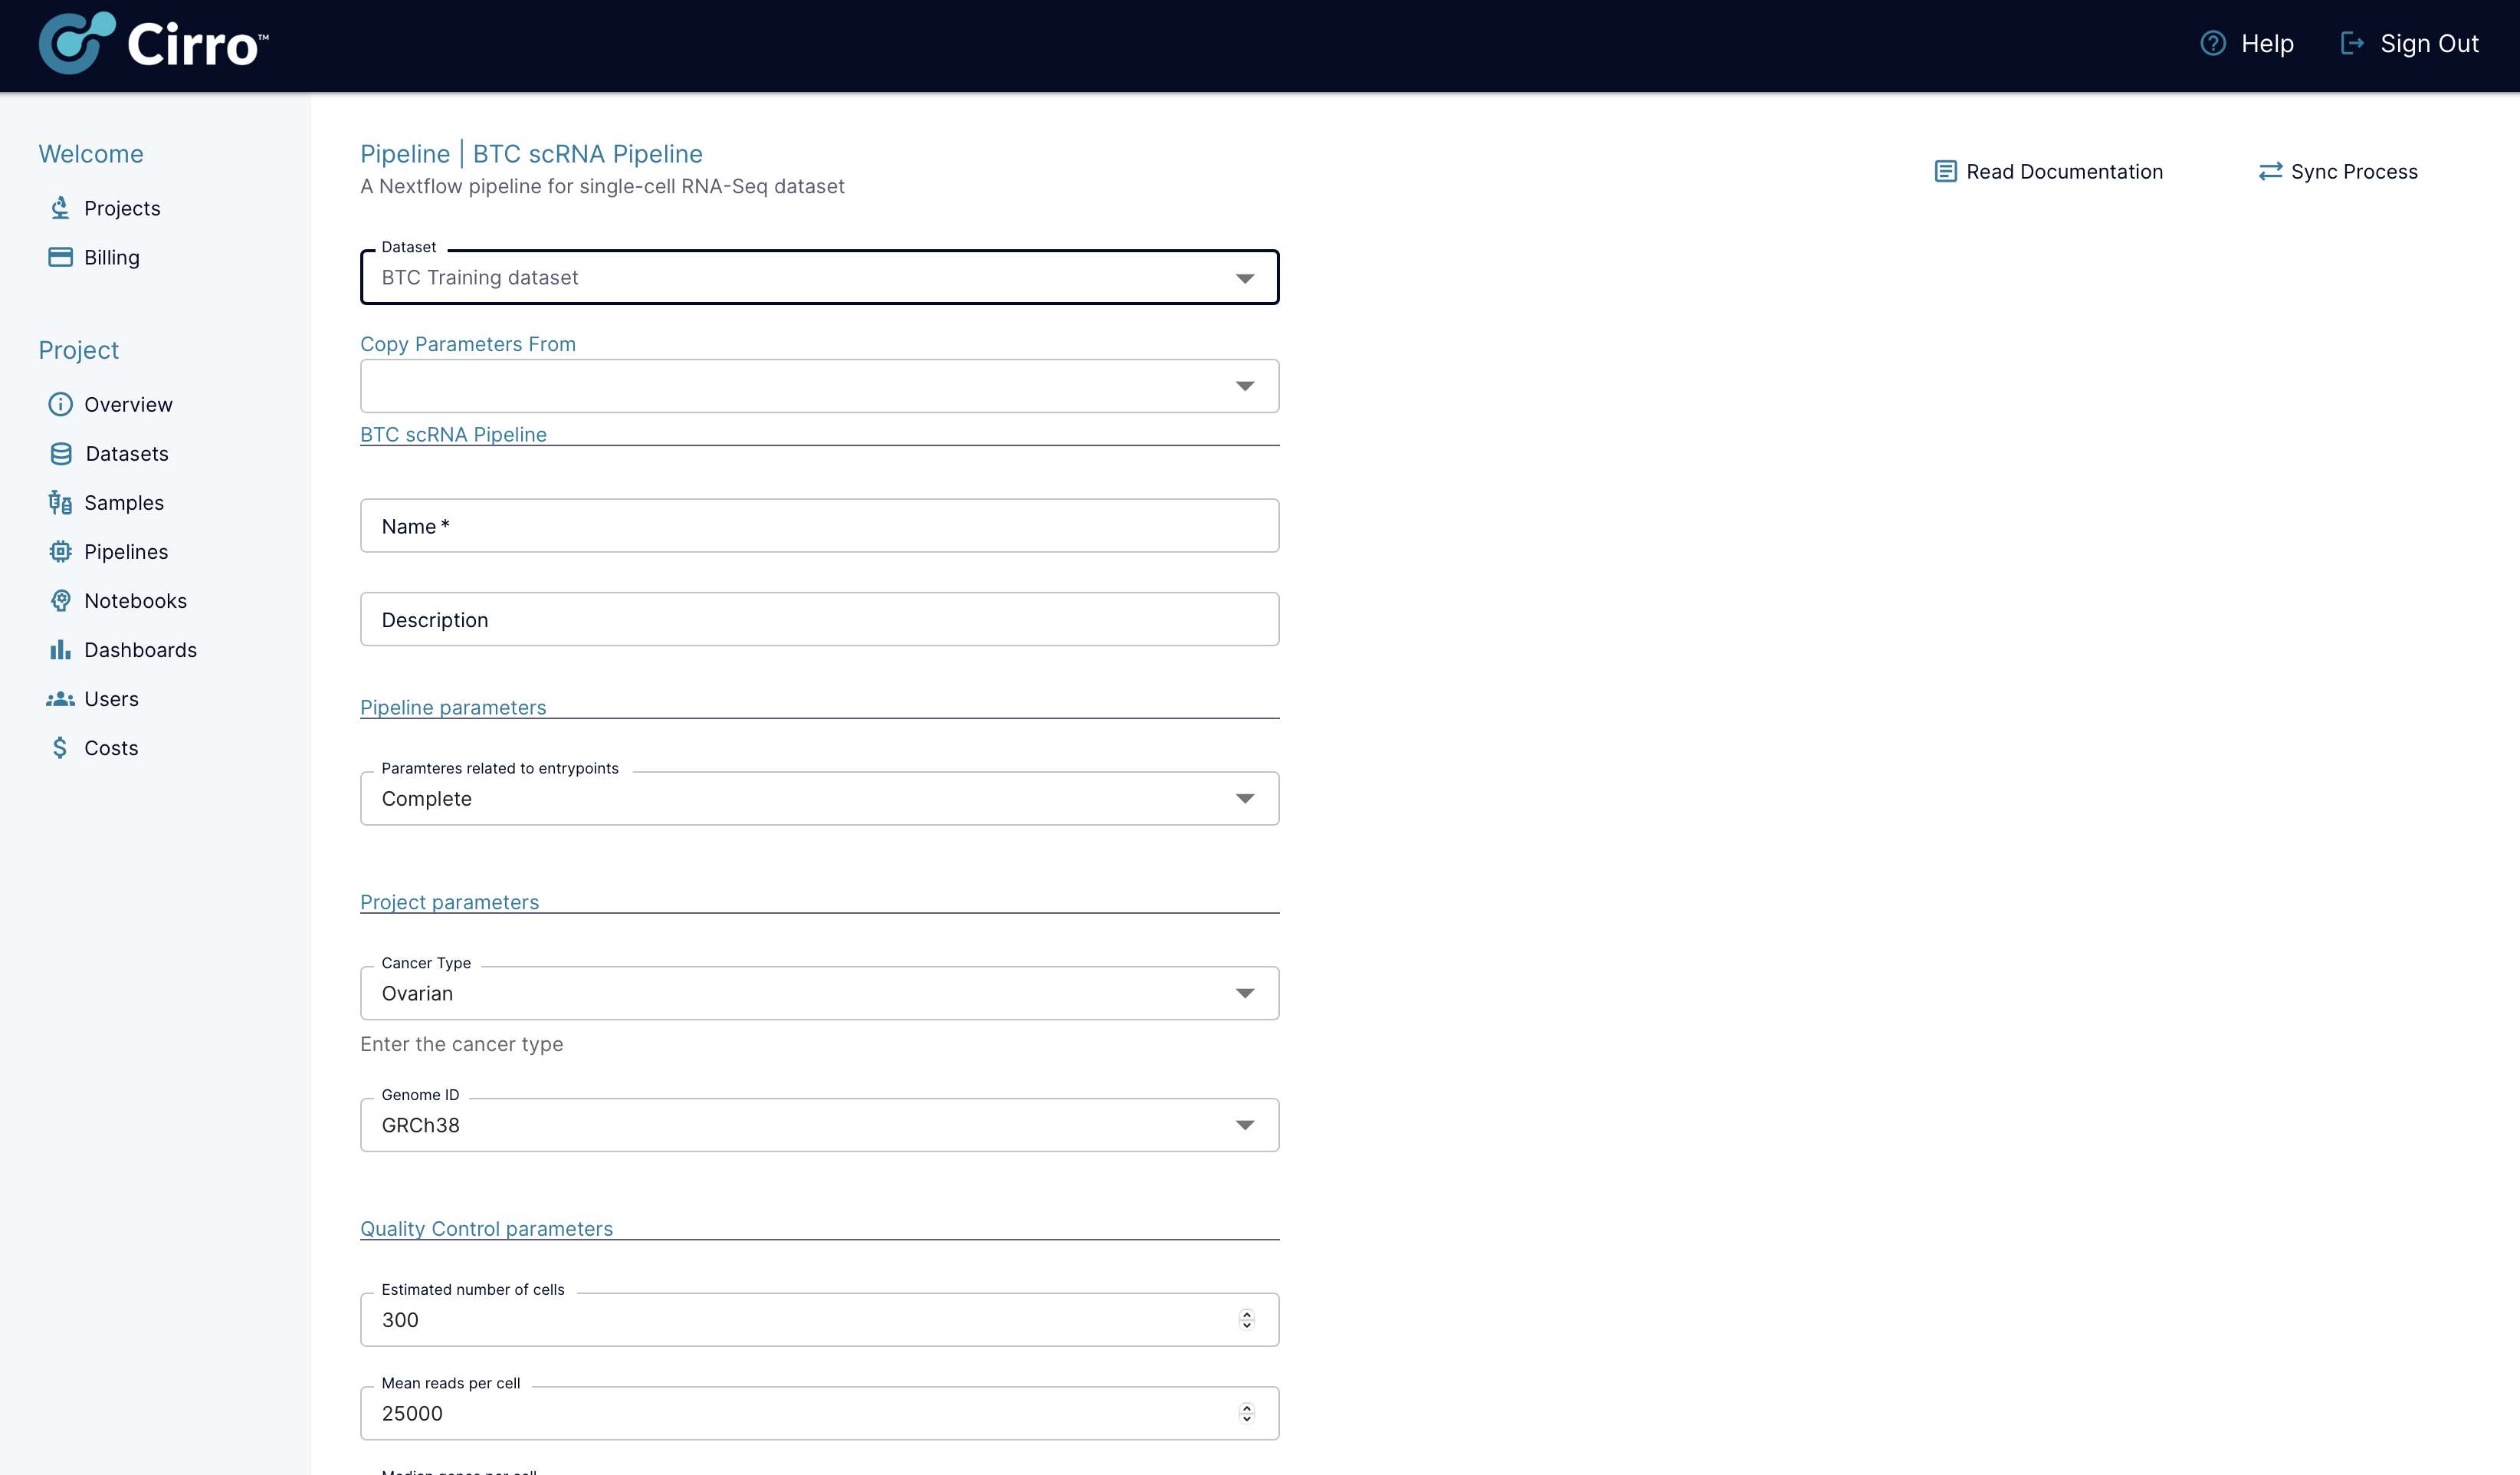 Cirro™
Help
Sign Out
Welcome
Projects
Billing
Project
Overview
Datasets
Samples
Pipelines
Notebooks
Dashboards
Users
Costs
Pipeline | BTC scRNA Pipeline
A Nextflow pipeline for single-cell RNA-Seq dataset
Read Documentation
Sync Process
Dataset
BTC Training dataset
Copy Parameters From
BTC scRNA Pipeline
Name *
Description
Pipeline parameters
Paramteres related to entrypoints
Complete
Project parameters
Cancer Type
Ovarian
Enter the cancer type
Genome ID
GRCh38
Quality Control parameters
Estimated number of cells
300
Mean reads per cell
25000